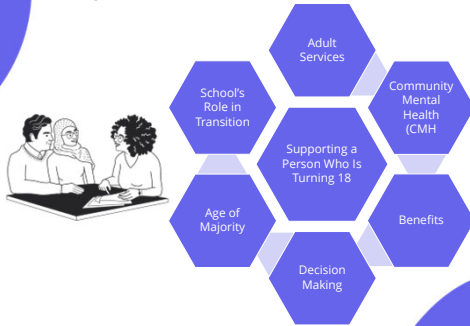 Adult
Services
School's
Role in
Transition
Community
Mental
Health
(CMH
Supporting a
Person Who Is
Turning 18
Age of
Majority
Benefits
Decision
Making